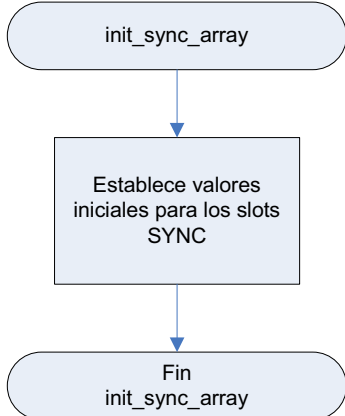 init_sync_array
Establece valores
iniciales para los slots
SYNC
Fin
init_sync_array